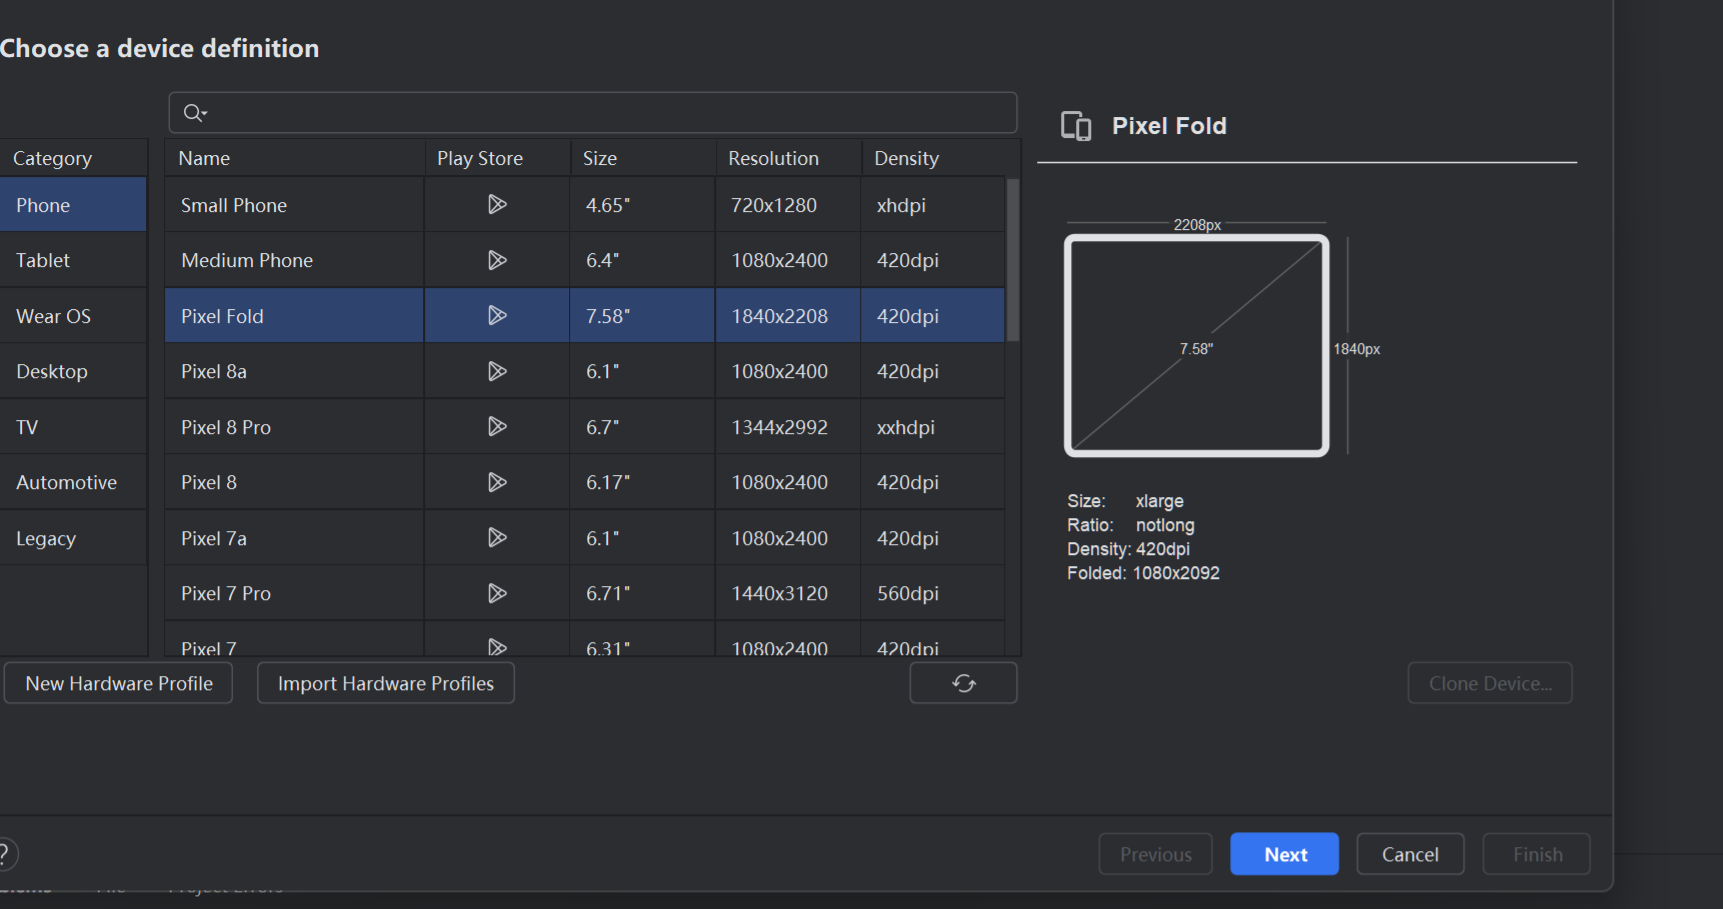 Choose a device definition
Category
Phone
Tablet
Wear OS
Desktop
TV
Automotive
Legacy
Name Play Store Size Resolution Density
Small Phone 4.65" 720x1280 xhdpi
Medium Phone 6.4" 1080x2400 420dpi
Pixel Fold 7.58" 1840x2208 420dpi
Pixel 8a 6.1" 1080x2400 420dpi
Pixel 8 Pro 6.7" 1344x2992 xxhdpi
Pixel 8 6.17" 1080x2400 420dpi
Pixel 7a 6.1" 1080x2400 420dpi
Pixel 7 Pro 6.71" 1440x3120 560dpi
Pixel 7 6.31" 1080x2400 420dpi
New Hardware Profile Import Hardware Profiles
Pixel Fold
2208px
7.58"
1840px
Size: xlarge
Ratio: notlong
Density: 420dpi
Folded: 1080x2092
Clone Device...
? Previous Next Cancel Finish
File Project Errors